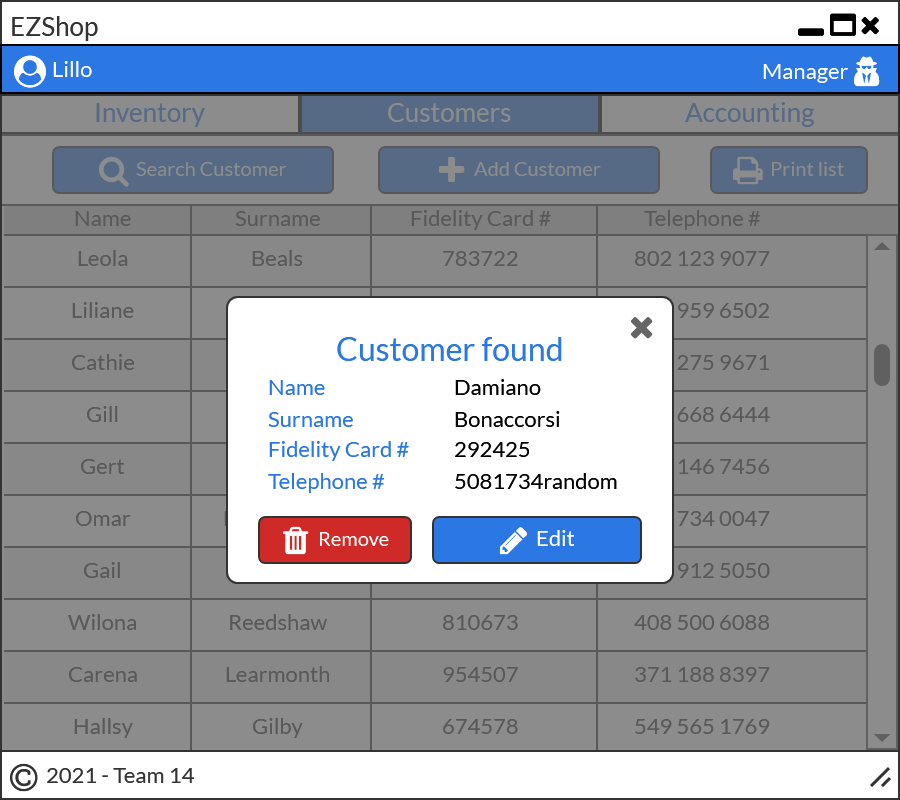 EZShop
Lillo Manager
Inventory Customers Accounting
Search Customer Add Customer Print list
Name Surname Fidelity Card # Telephone #
Leola Beals 783722 802 123 9077
Liliane 959 6502
Cathie 275 9671
Gill 668 6444
Gert 146 7456
Omar 734 0047
Gail 912 5050
Wilona Reedshaw 810673 408 500 6088
Carena Learmonth 954507 371 188 8397
Hallsy Gilby 674578 549 565 1769
Customer found
Name Damiano
Surname Bonaccorsi
Fidelity Card # 292425
Telephone # 5081734random
Remove Edit
© 2021 - Team 14